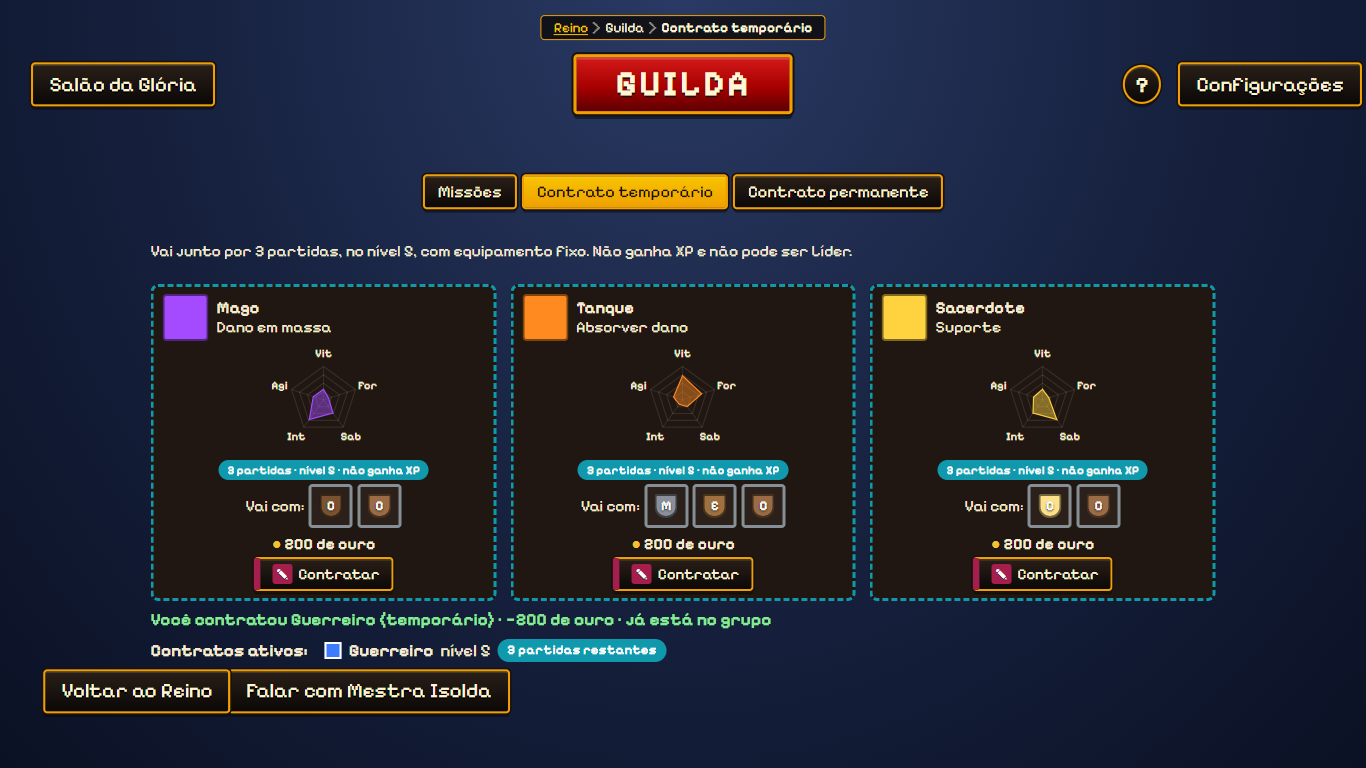 Reino > Guilda > Contrato temporário
Salão da Glória
GUILDA
?
Configurações
Missões
Contrato temporário
Contrato permanente
Vai junto por 3 partidas, no nível 8, com equipamento fixo. Não ganha XP e não pode ser Líder.
Mago
Dano em massa
Vit
Agi
For
Int
Sab
3 partidas · nível 8 · não ganha XP
Vai com:
O
O
200 de ouro
Contratar
Tanque
Absorver dano
Vit
Agi
For
Int
Sab
3 partidas · nível 8 · não ganha XP
Vai com:
M
E
O
200 de ouro
Contratar
Sacerdote
Suporte
Vit
Agi
For
Int
Sab
3 partidas · nível 8 · não ganha XP
Vai com:
O
O
200 de ouro
Contratar
Você contratou Guerreiro (temporário) · -200 de ouro · Já está no grupo
Contratos ativos: Guerreiro nível 8 3 partidas restantes
Voltar ao Reino
Falar com Mestra Isolda